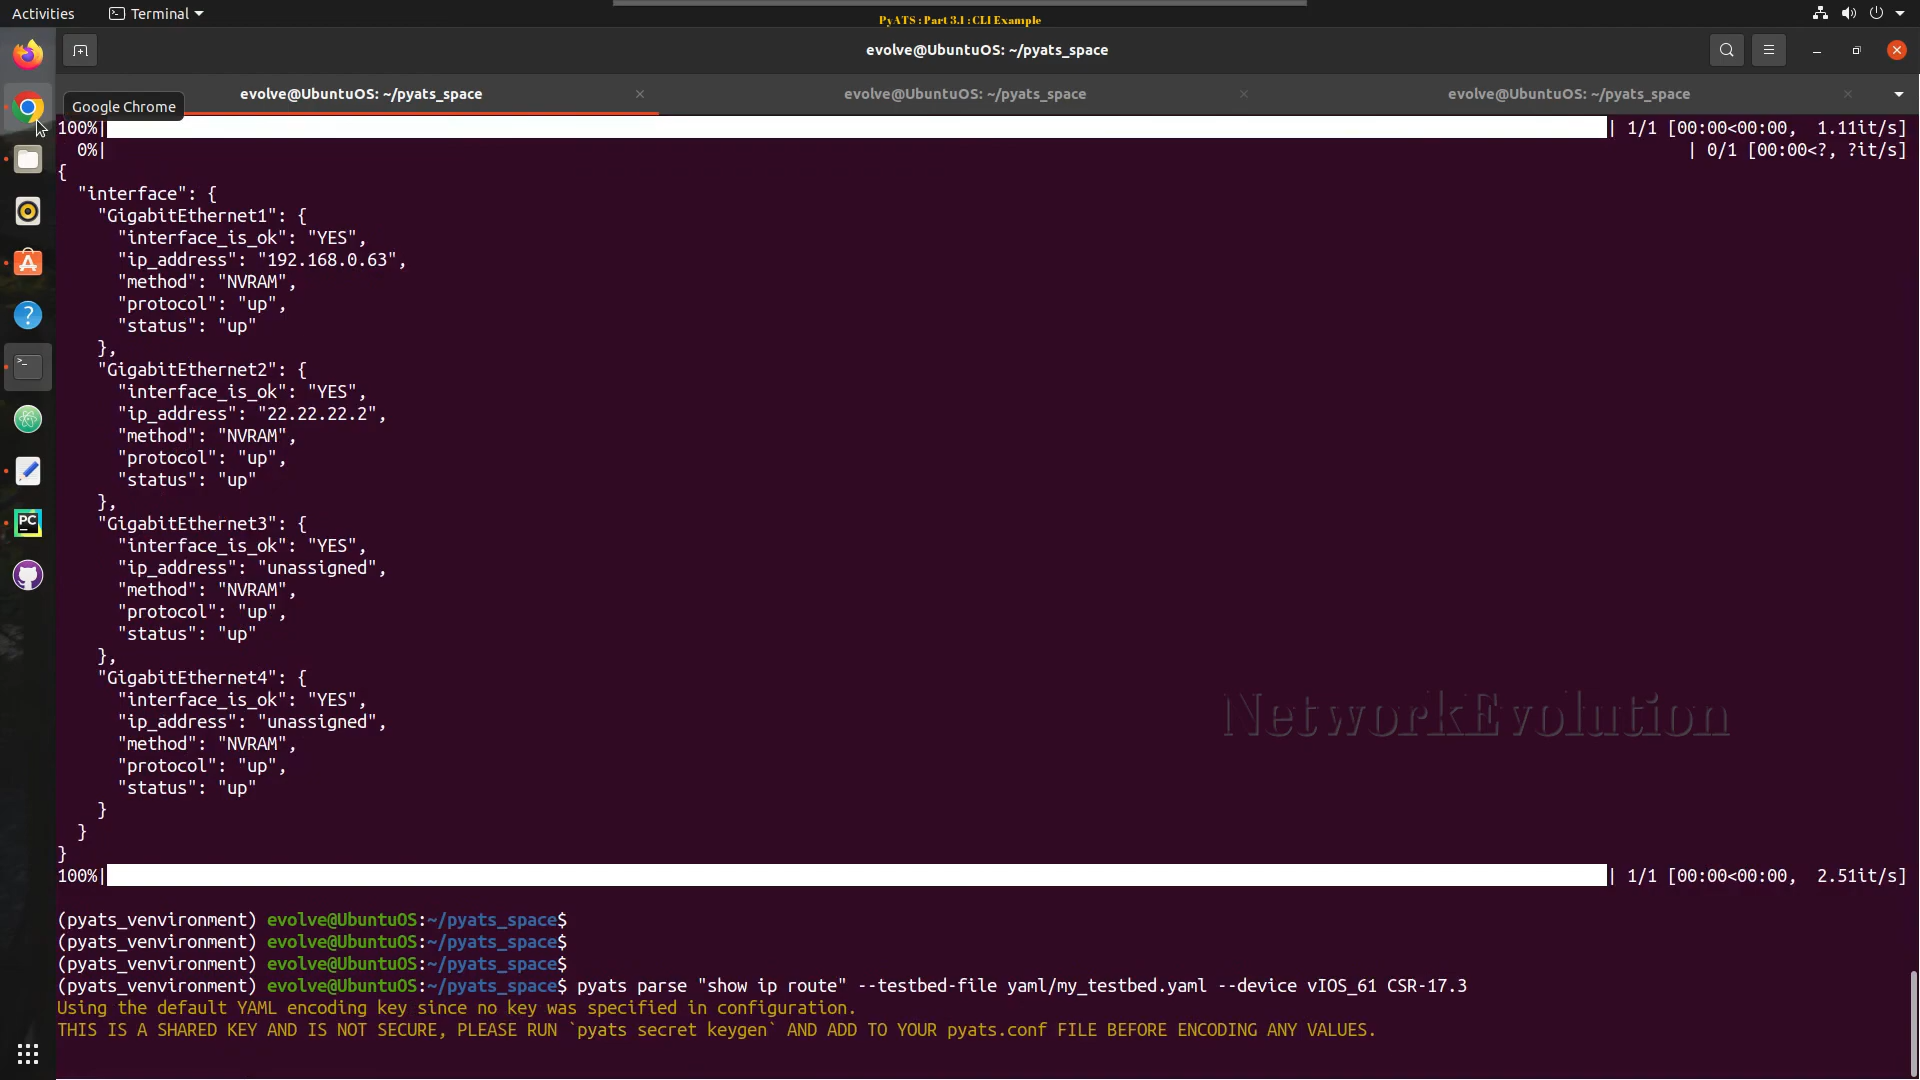 Activities
Terminal
PyATS : Part 3.1 : CLI Example
evolve@UbuntuOS: ~/pyats_space
evolve@UbuntuOS: ~/pyats_space
evolve@UbuntuOS: ~/pyats_space
evolve@UbuntuOS: ~/pyats_space
Google Chrome
100%| | 1/1 [00:00<00:00, 1.11it/s]
0%| | 0/1 [00:00<?, ?it/s]
{
"interface": {
"GigabitEthernet1": {
"interface_is_ok": "YES",
"ip_address": "192.168.0.63",
"method": "NVRAM",
"protocol": "up",
"status": "up"
},
"GigabitEthernet2": {
"interface_is_ok": "YES",
"ip_address": "22.22.22.2",
"method": "NVRAM",
"protocol": "up",
"status": "up"
},
"GigabitEthernet3": {
"interface_is_ok": "YES",
"ip_address": "unassigned",
"method": "NVRAM",
"protocol": "up",
"status": "up"
},
"GigabitEthernet4": {
"interface_is_ok": "YES",
"ip_address": "unassigned",
"method": "NVRAM",
"protocol": "up",
"status": "up"
}
}
}
NetworkEvolution
100%| | 1/1 [00:00<00:00, 2.51it/s]
(pyats_venvironment) evolve@UbuntuOS:~/pyats_space$
(pyats_venvironment) evolve@UbuntuOS:~/pyats_space$
(pyats_venvironment) evolve@UbuntuOS:~/pyats_space$
(pyats_venvironment) evolve@UbuntuOS:~/pyats_space$ pyats parse "show ip route" --testbed-file yaml/my_testbed.yaml --device vIOS_61 CSR-17.3
Using the default YAML encoding key since no key was specified in configuration.
THIS IS A SHARED KEY AND IS NOT SECURE, PLEASE RUN `pyats secret keygen` AND ADD TO YOUR pyats.conf FILE BEFORE ENCODING ANY VALUES.
PC